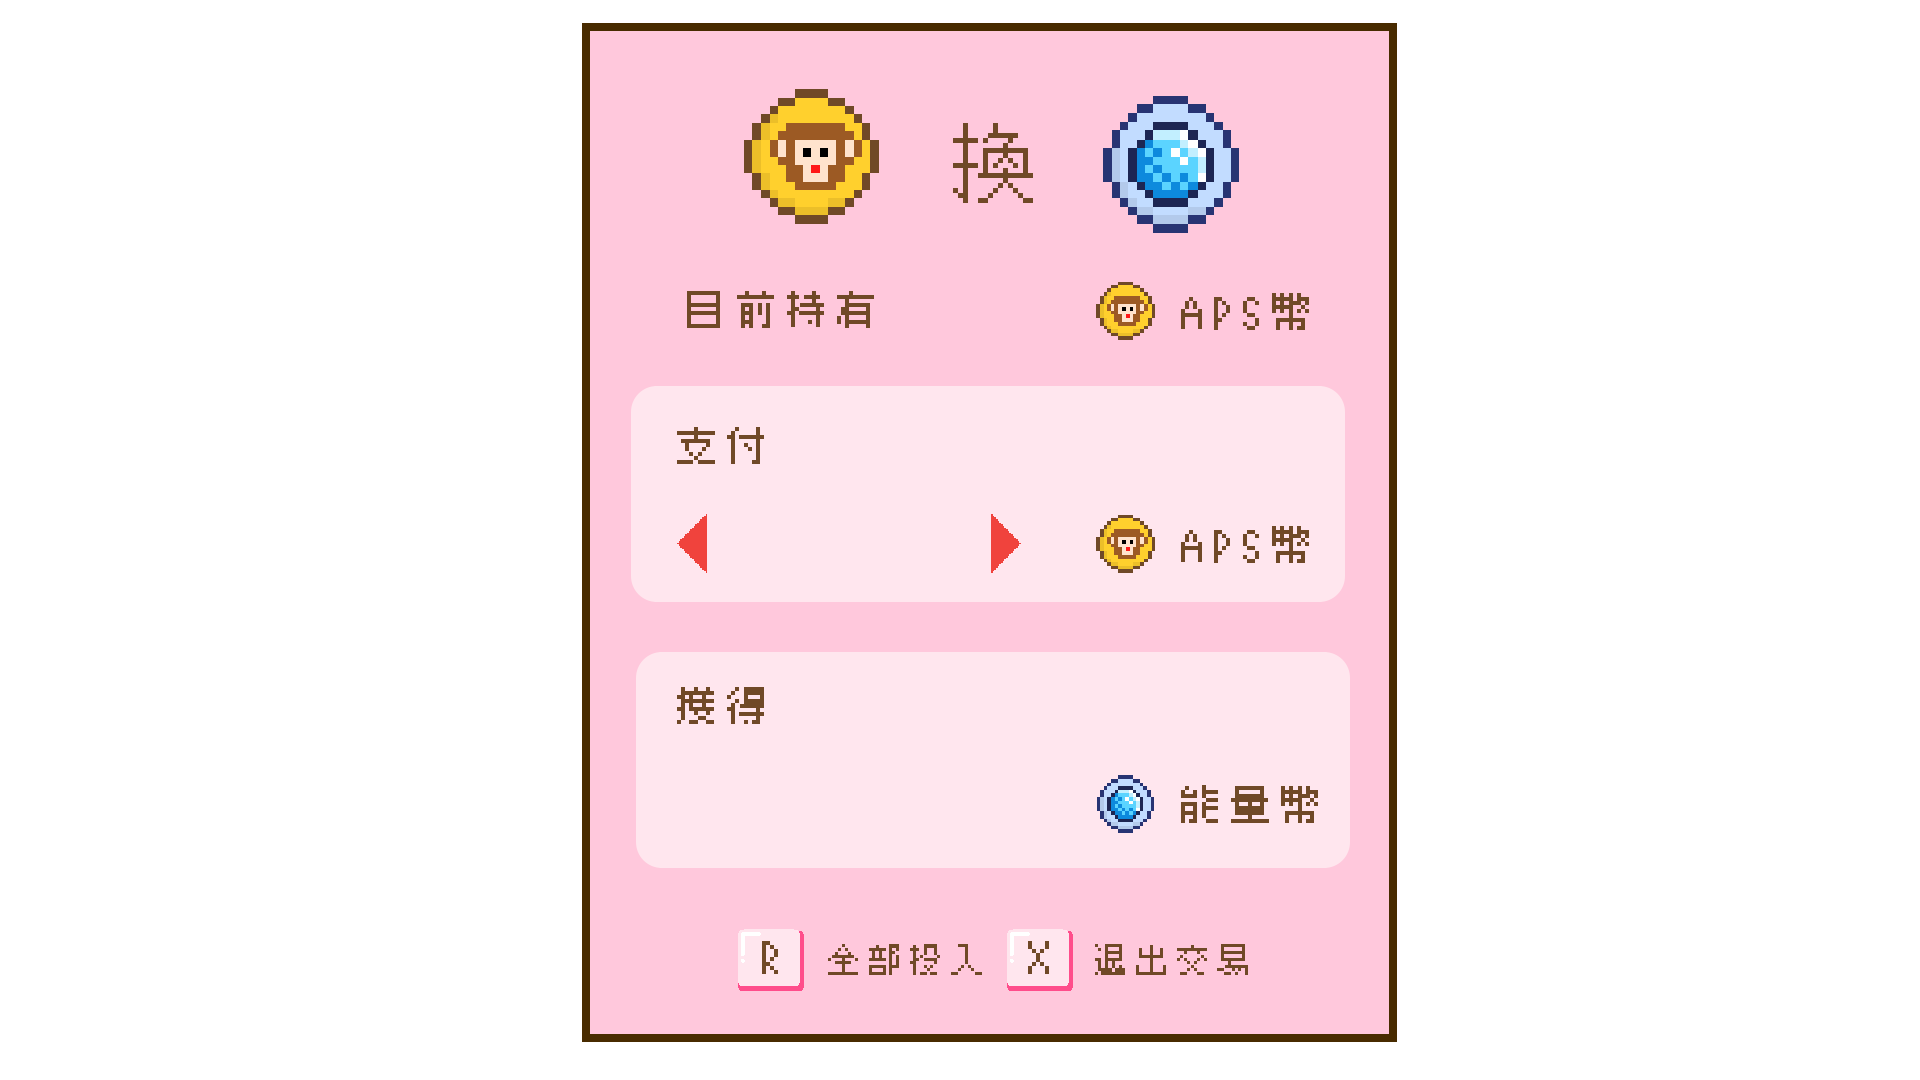 換
目前持有 APS幣
支付
APS幣
獲得
能量幣
R 全部投入 X 退出交易